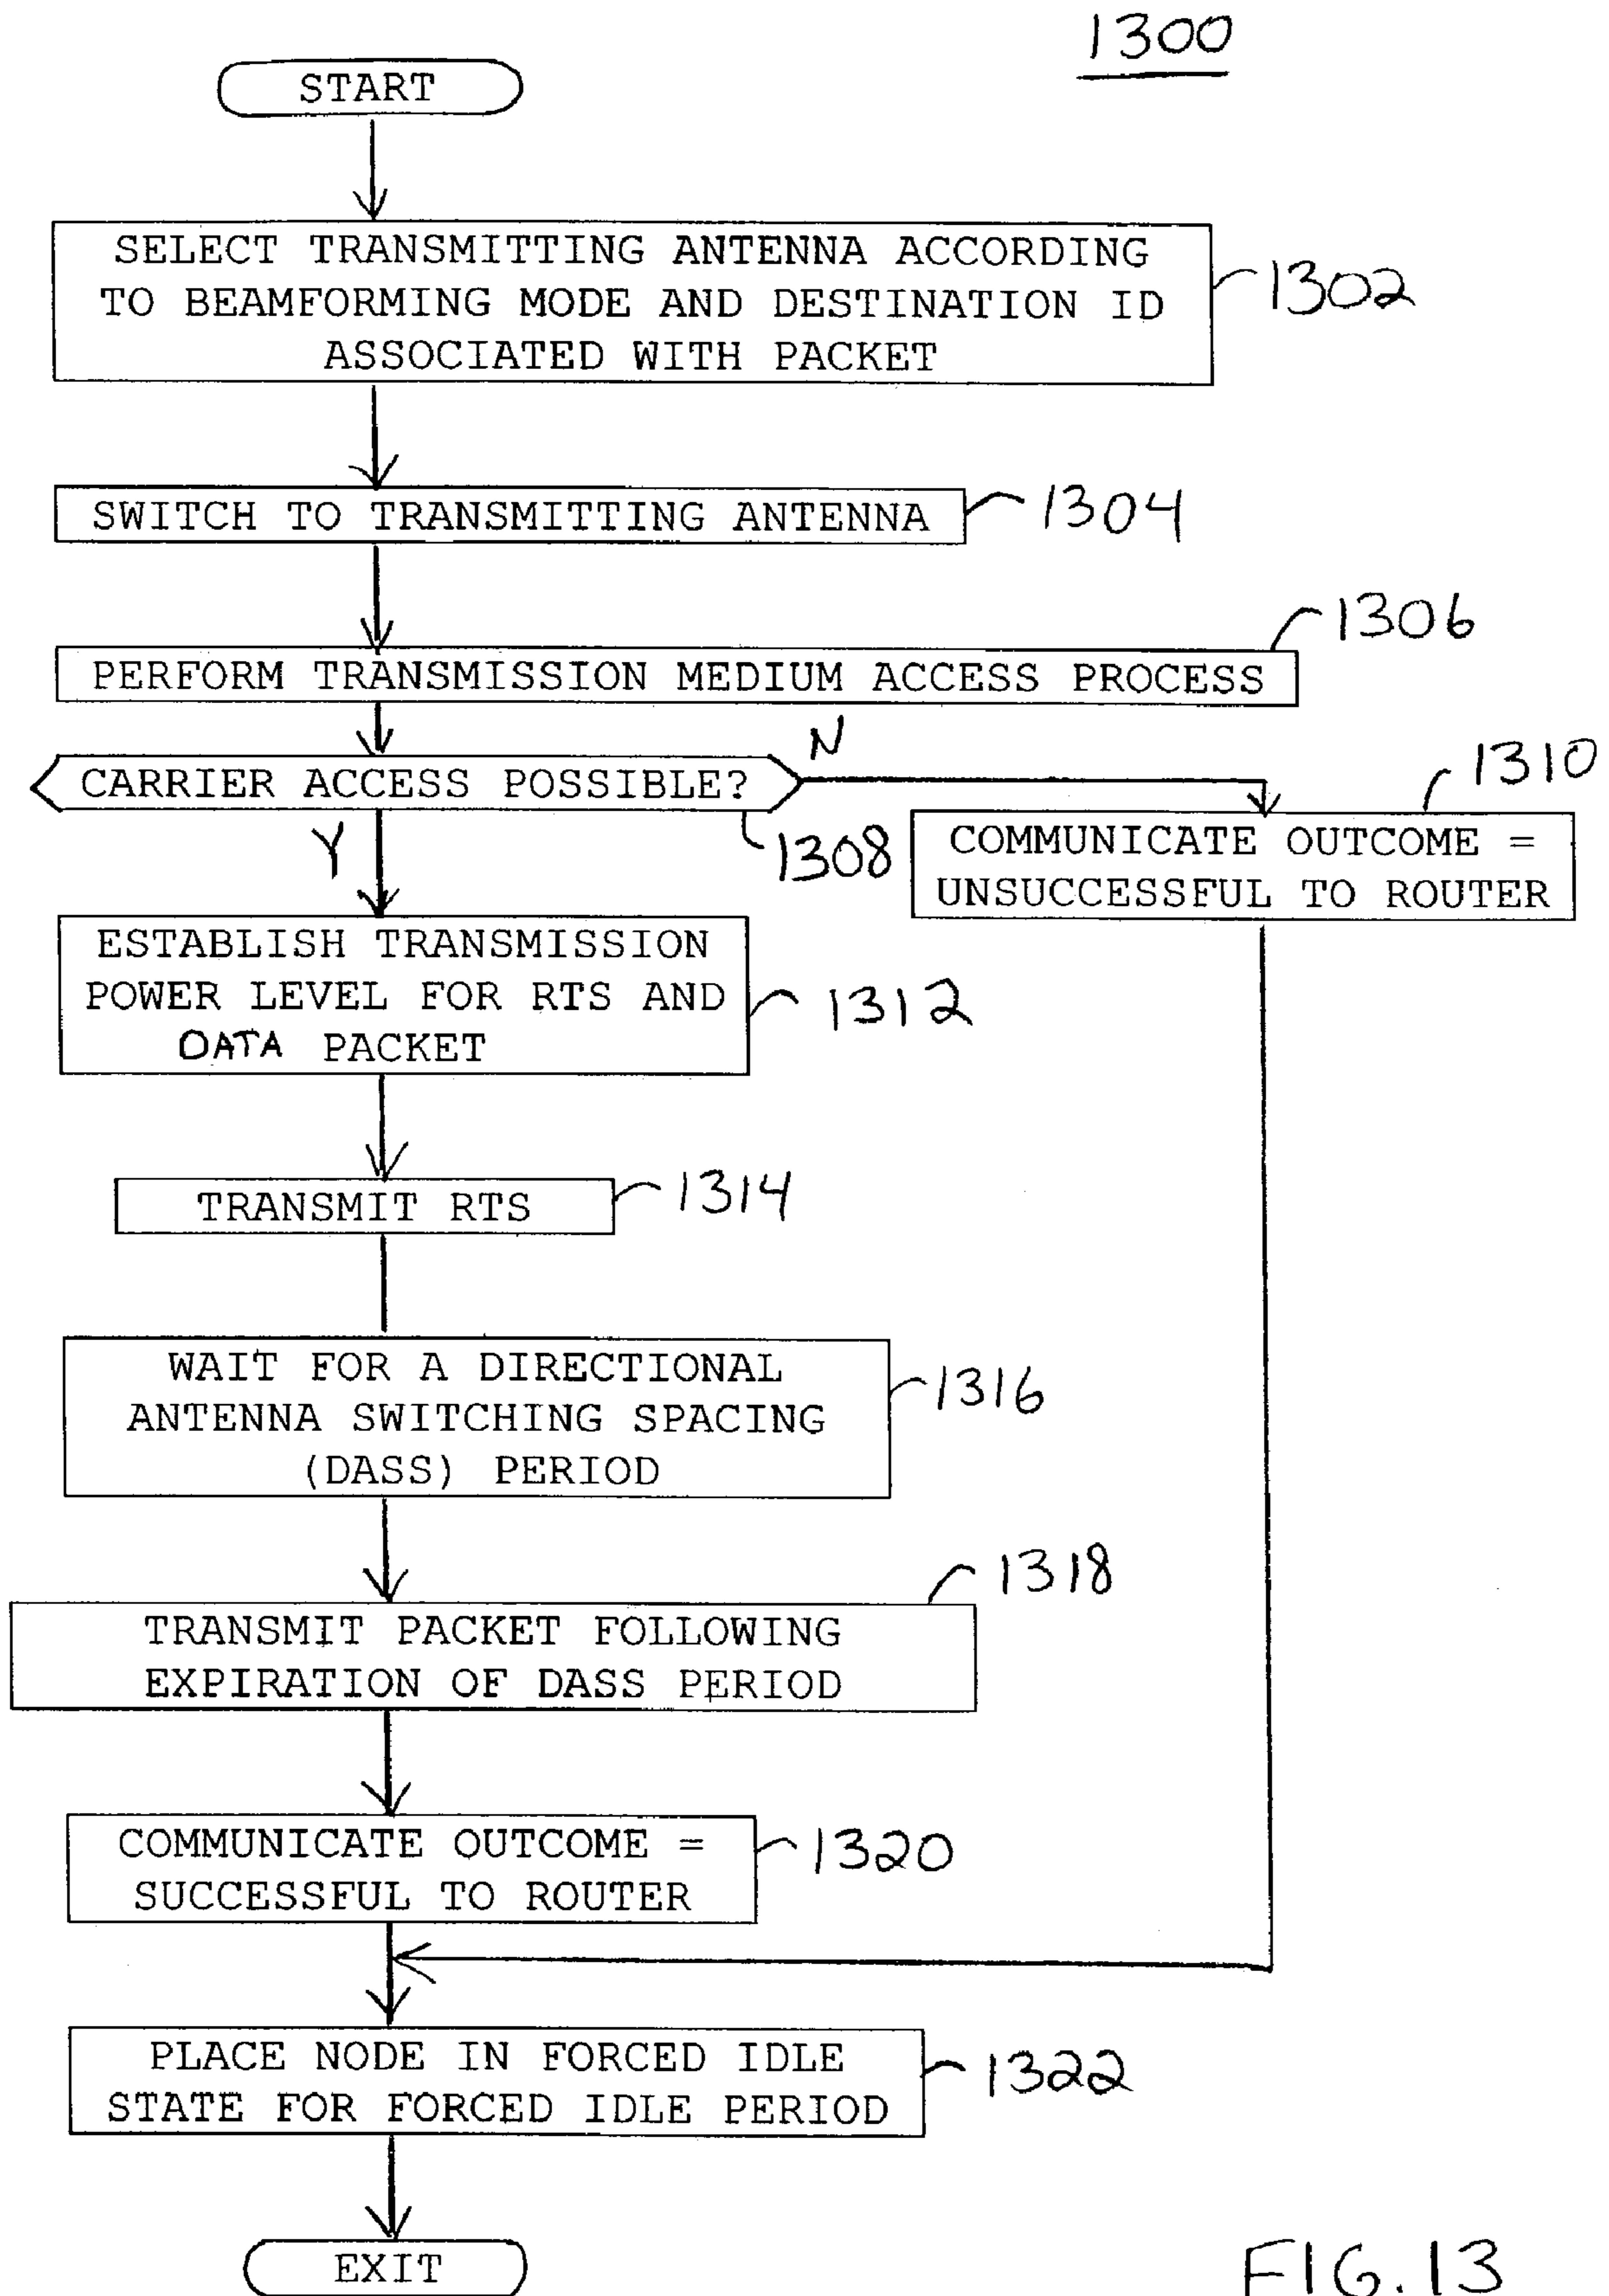 1300
START
SELECT TRANSMITTING ANTENNA ACCORDING
TO BEAMFORMING MODE AND DESTINATION ID
ASSOCIATED WITH PACKET
1302
SWITCH TO TRANSMITTING ANTENNA
1304
1306
PERFORM TRANSMISSION MEDIUM ACCESS PROCESS
N
CARRIER ACCESS POSSIBLE?
1308
Y
1310
COMMUNICATE OUTCOME =
UNSUCCESSFUL TO ROUTER
ESTABLISH TRANSMISSION
POWER LEVEL FOR RTS AND
DATA PACKET
1312
TRANSMIT RTS
1314
WAIT FOR A DIRECTIONAL
ANTENNA SWITCHING SPACING
(DASS) PERIOD
1316
1318
TRANSMIT PACKET FOLLOWING
EXPIRATION OF DASS PERIOD
COMMUNICATE OUTCOME =
SUCCESSFUL TO ROUTER
1320
PLACE NODE IN FORCED IDLE
STATE FOR FORCED IDLE PERIOD
1322
EXIT
FIG. 13